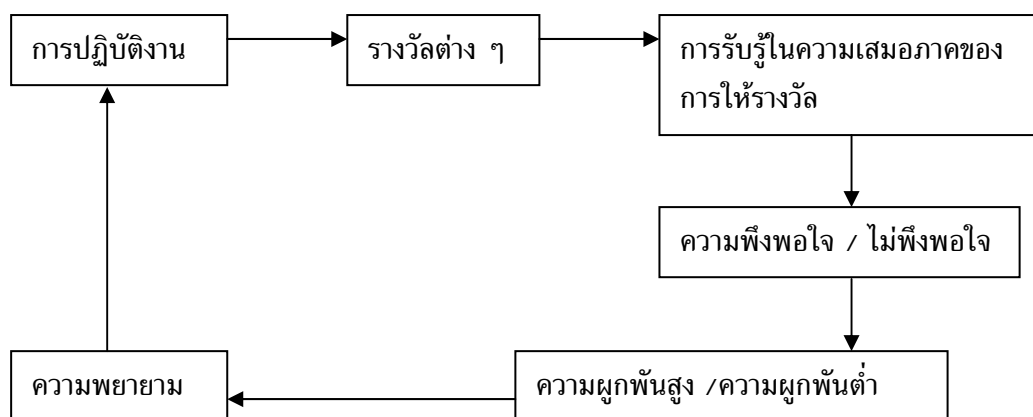 การปฏิบัติงาน
รางวัลต่าง ๆ
การรับรู้ในความเสมอภาคของ
การให้รางวัล
ความพึงพอใจ / ไม่พึงพอใจ
ความผูกพันสูง /ความผูกพันต่ำ
ความพยายาม